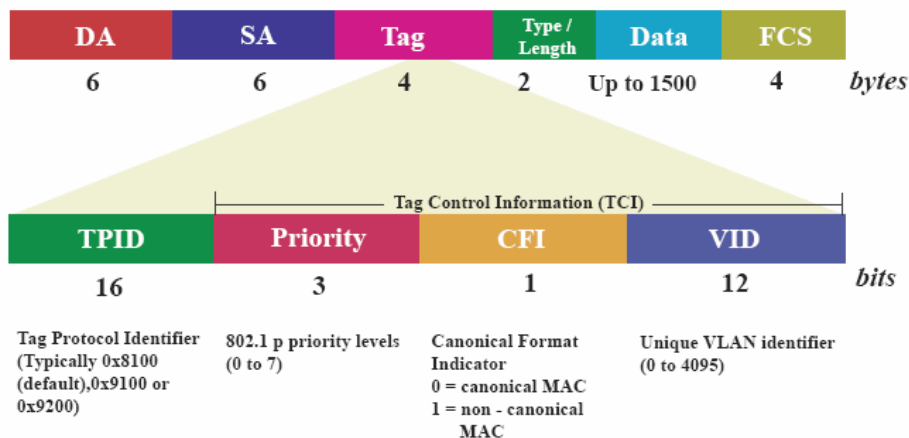 DA SA Tag Type / Length Data FCS
6 6 4 2 Up to 1500 4 bytes
Tag Control Information (TCI)
TPID Priority CFI VID
16 3 1 12 bits
Tag Protocol Identifier
(Typically 0x8100
(default),0x9100 or
0x9200)
802.1 p priority levels
(0 to 7)
Canonical Format
Indicator
0 = canonical MAC
1 = non - canonical
MAC
Unique VLAN identifier
(0 to 4095)